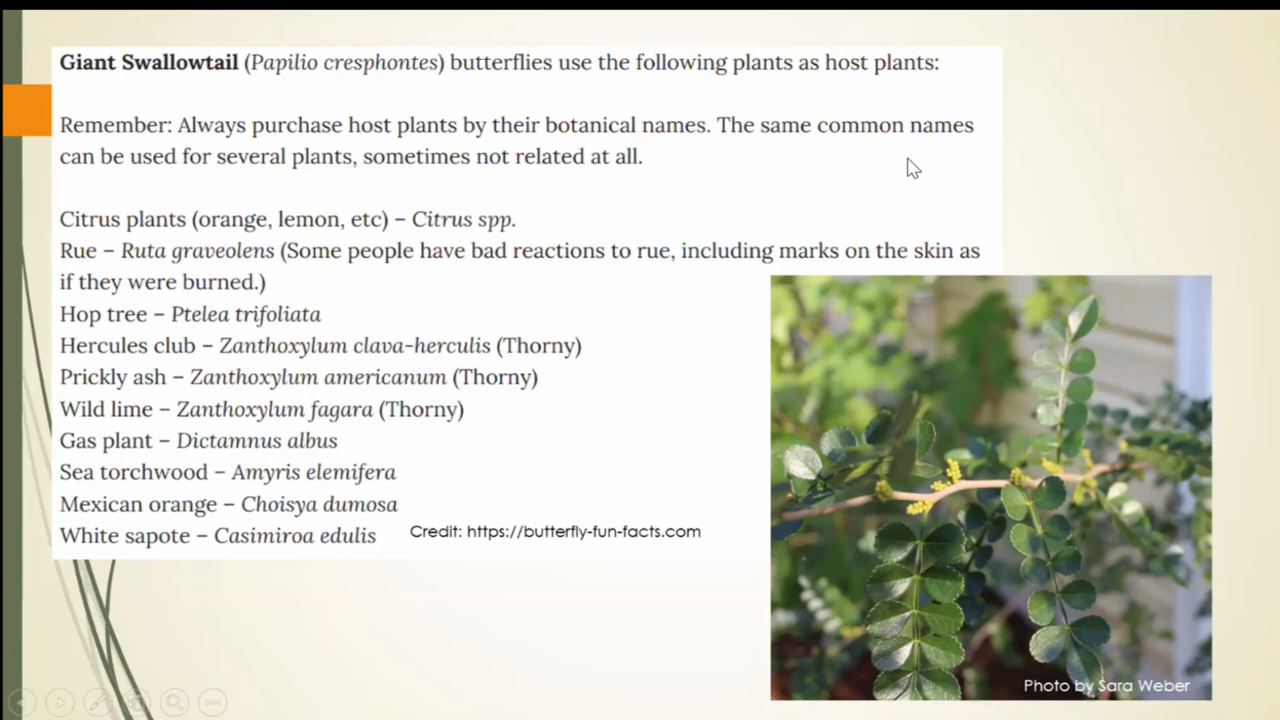 Giant Swallowtail (Papilio cresphontes) butterflies use the following plants as host plants:
Remember: Always purchase host plants by their botanical names. The same common names
can be used for several plants, sometimes not related at all.
Citrus plants (orange, lemon, etc) – Citrus spp.
Rue – Ruta graveolens (Some people have bad reactions to rue, including marks on the skin as
if they were burned.)
Hop tree – Ptelea trifoliata
Hercules club – Zanthoxylum clava-herculis (Thorny)
Prickly ash – Zanthoxylum americanum (Thorny)
Wild lime – Zanthoxylum fagara (Thorny)
Gas plant – Dictamnus albus
Sea torchwood – Amyris elemifera
Mexican orange – Choisya dumosa
White sapote – Casimiroa edulis
Credit: https://butterfly-fun-facts.com
Photo by Sara Weber